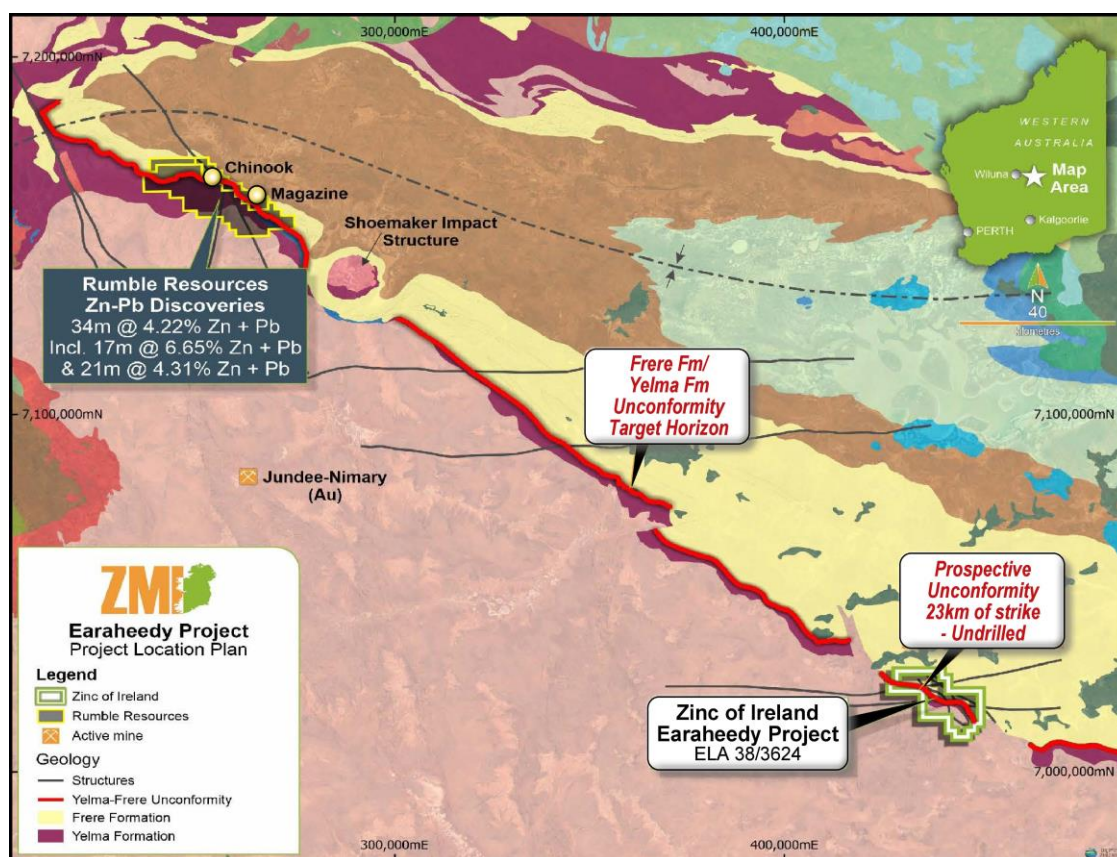 300,000mE
400,000mE
7,200,000mN
WESTERN
AUSTRALIA
Wiluna
Map
Area
Kalgoorlie
PERTH
N
40
kilometres
Chinook
Magazine
Shoemaker Impact
Structure
Rumble Resources
Zn-Pb Discoveries
34m @ 4.22% Zn + Pb
Incl. 17m @ 6.65% Zn + Pb
& 21m @ 4.31% Zn + Pb
Frere Fm/
Yelma Fm
Unconformity
Target Horizon
7,100,000mN
7,100,000mN
Jundee-Nimary
(Au)
Prospective
Unconformity
23km of strike
- Undrilled
Zinc of Ireland
Earaheedy Project
ELA 38/3624
7,000,000mN
ZMI
Earaheedy Project
Project Location Plan
Legend
Zinc of Ireland
Rumble Resources
Active mine
Geology
Structures
Yelma-Frere Unconformity
Frere Formation
Yelma Formation
300,000mE
400,000mE